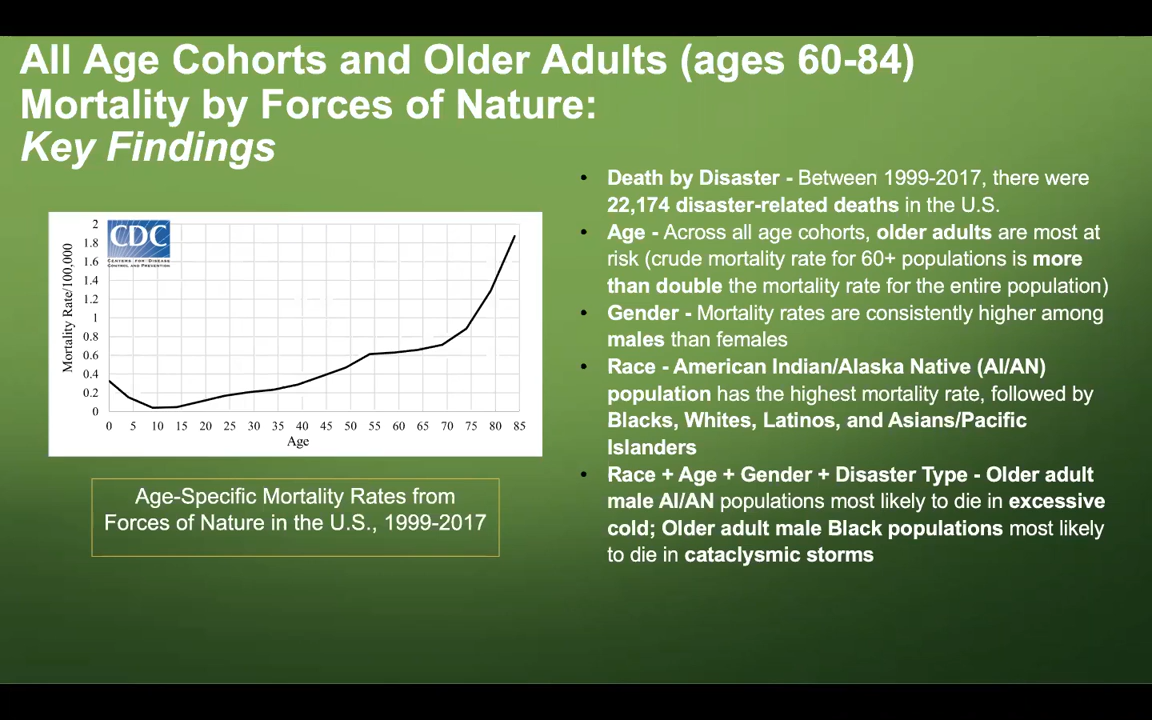 All Age Cohorts and Older Adults (ages 60-84)
Mortality by Forces of Nature:
Key Findings
CDC
CENTERS FOR DISEASE
CONTROL AND PREVENTION
Mortality Rate/100,000
2
1.8
1.6
1.4
1.2
1
0.8
0.6
0.4
0.2
0
0 5 10 15 20 25 30 35 40 45 50 55 60 65 70 75 80 85
Age
Age-Specific Mortality Rates from
Forces of Nature in the U.S., 1999-2017
• Death by Disaster - Between 1999-2017, there were
22,174 disaster-related deaths in the U.S.
• Age - Across all age cohorts, older adults are most at
risk (crude mortality rate for 60+ populations is more
than double the mortality rate for the entire population)
• Gender - Mortality rates are consistently higher among
males than females
• Race - American Indian/Alaska Native (AI/AN)
population has the highest mortality rate, followed by
Blacks, Whites, Latinos, and Asians/Pacific
Islanders
• Race + Age + Gender + Disaster Type - Older adult
male AI/AN populations most likely to die in excessive
cold; Older adult male Black populations most likely
to die in cataclysmic storms